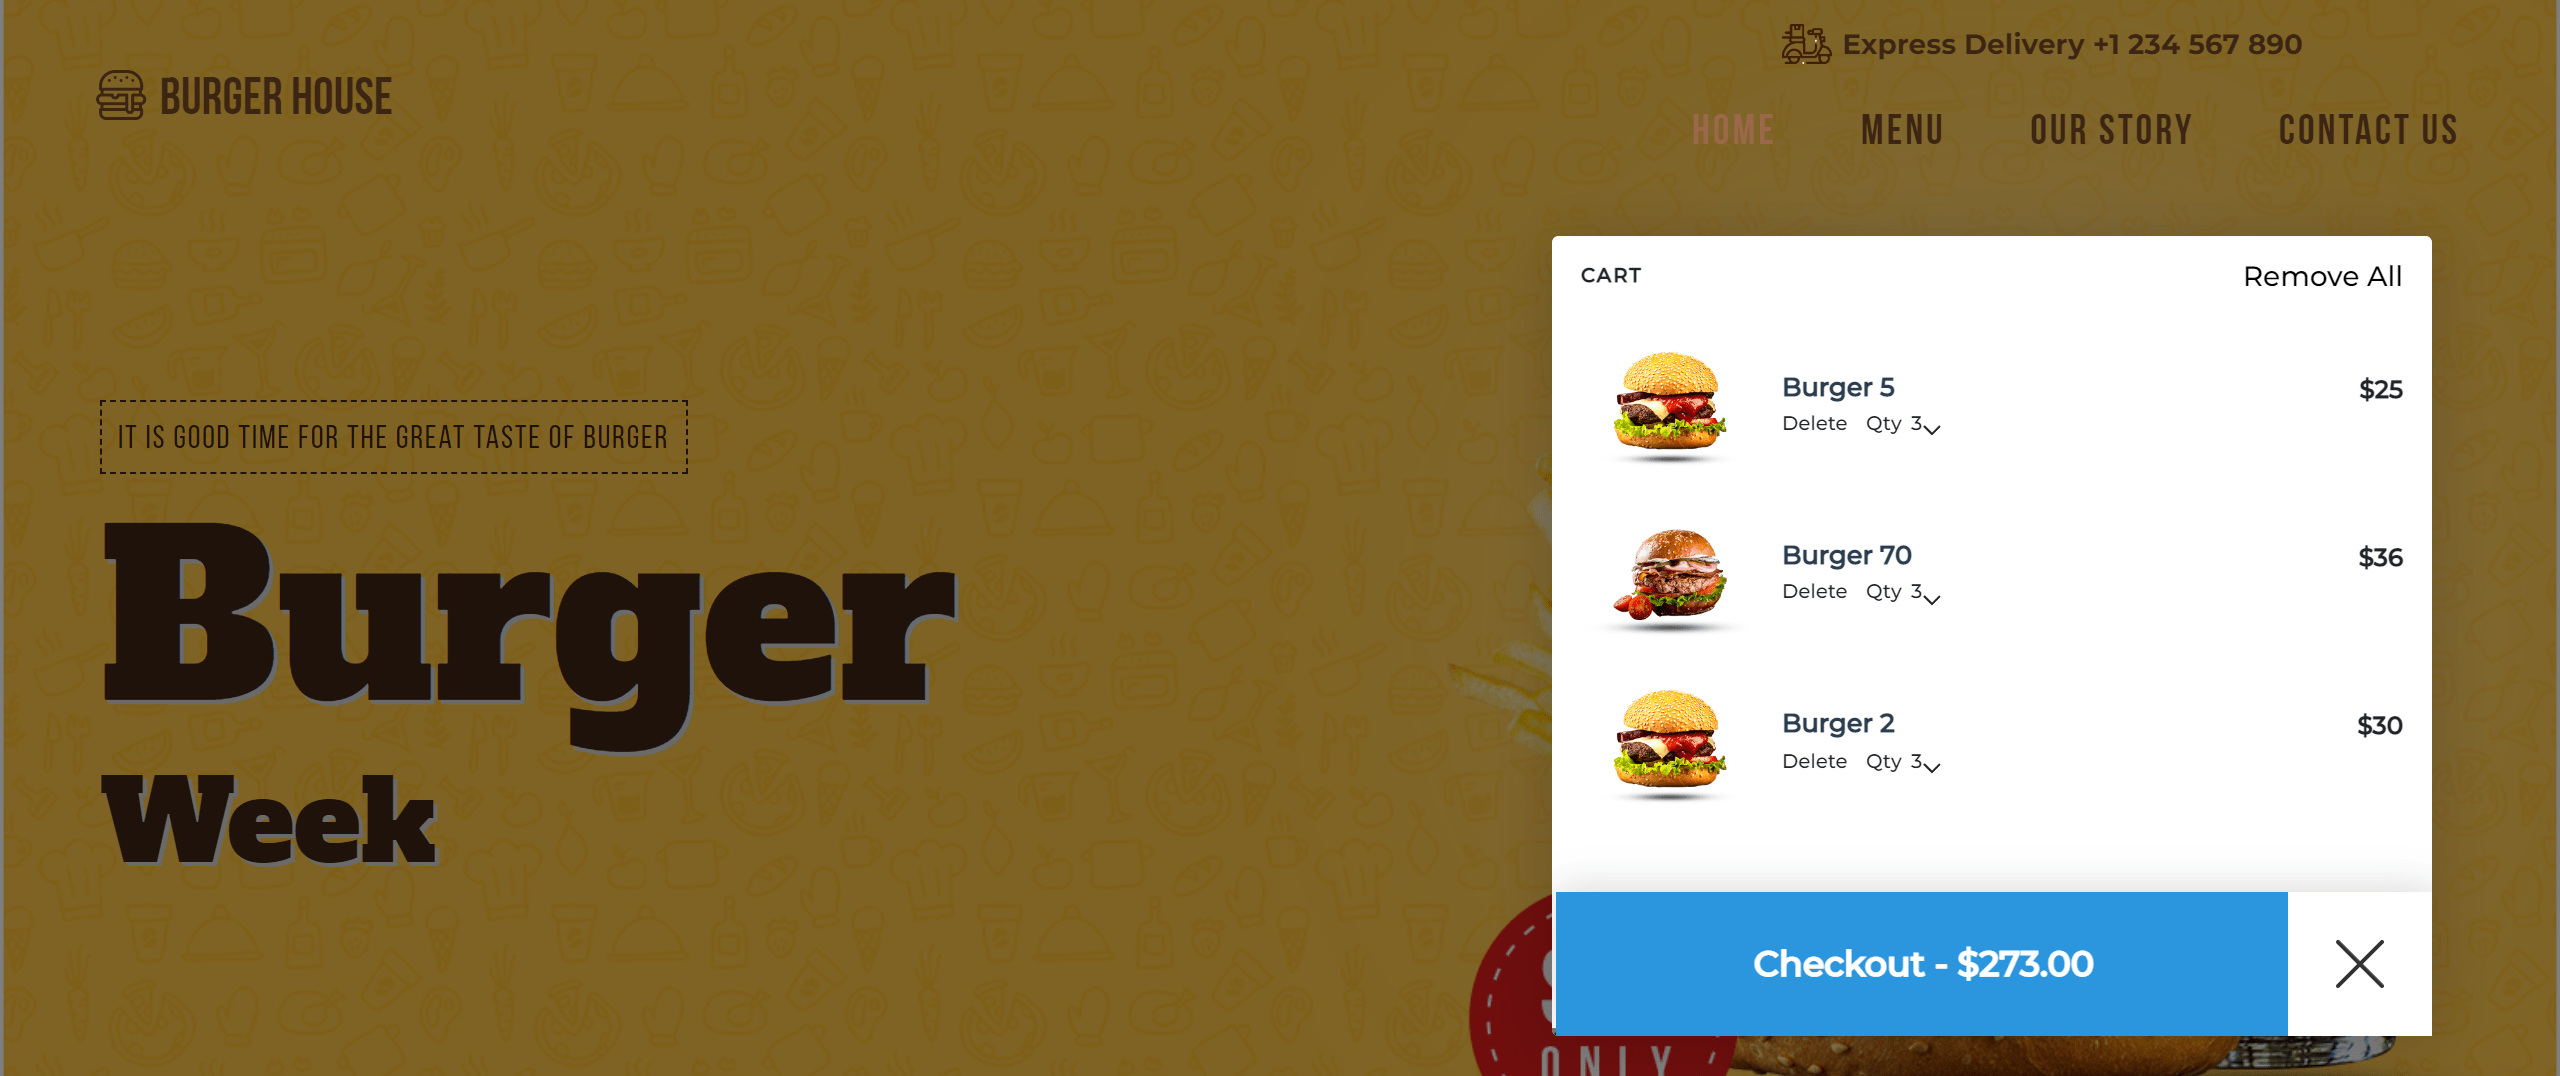 Express Delivery +1 234 567 890
BURGER HOUSE
HOME MENU OUR STORY CONTACT US
IT IS GOOD TIME FOR THE GREAT TASTE OF BURGER
Burger
Week
CART Remove All
Burger 5 $25
Delete Qty 3
Burger 70 $36
Delete Qty 3
Burger 2 $30
Delete Qty 3
Checkout - $273.00
ONLY